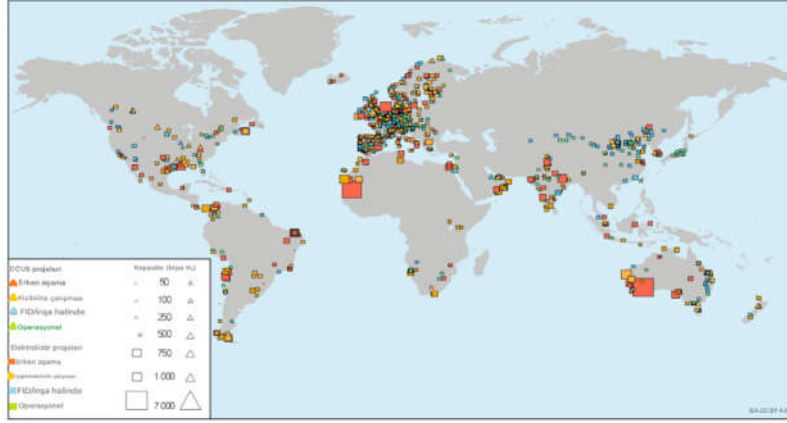 CCUS projeleri
Erken aşama
Fizibilite çalışması
FID/inşa halinde
Operasyonel
Elektrolizör projeleri
Erken aşama
FID/inşa halinde
Operasyonel
Kapasite (ktpa H₂)
50
100
250
500
750
1 000
7 000